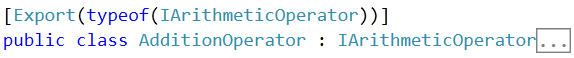 [Export(typeof(IArithmeticOperator))]
public class AdditionOperator : IArithmeticOperator...